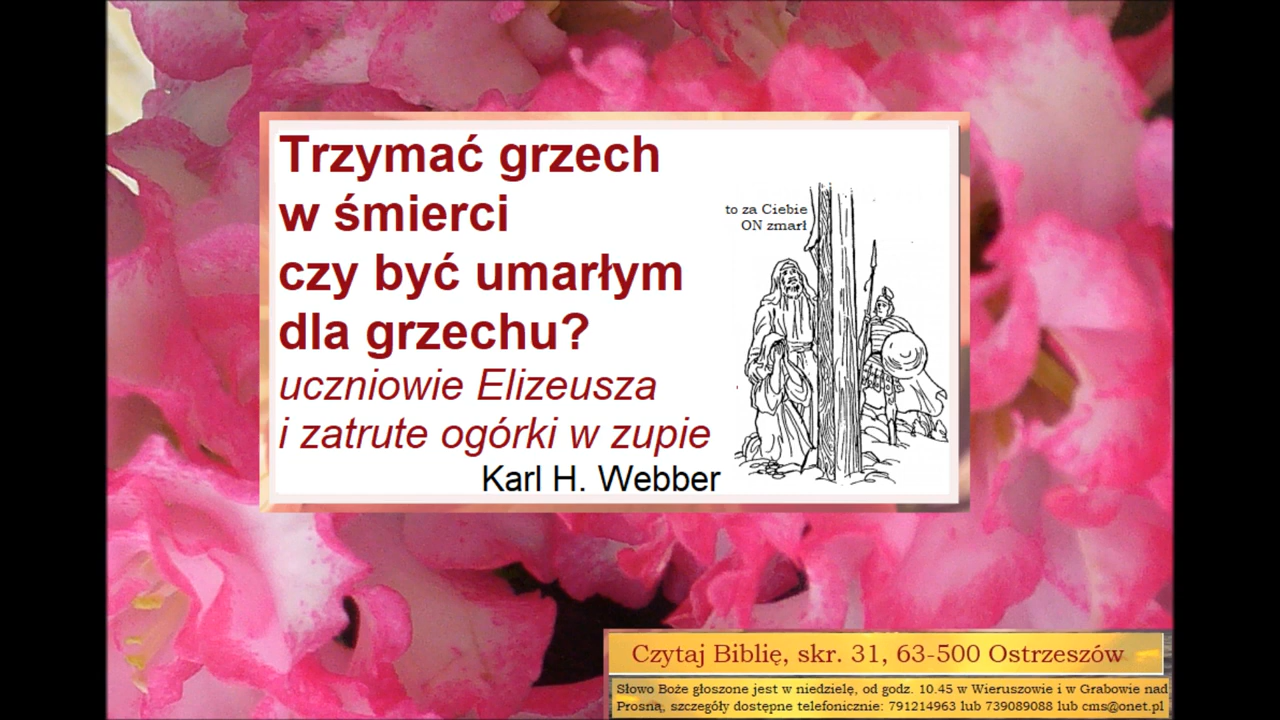 Trzymać grzech
w śmierci
czy być umarłym
dla grzechu?
uczniowie Elizeusza
i zatrute ogórki w zupie
Karl H. Webber
to za Ciebie
ON zmarł
Czytaj Biblię, skr. 31, 63-500 Ostrzeszów
Słowo Boże głoszone jest w niedzielę, od godz. 10.45 w Wieruszowie i w Grabowie nad
Prosną, szczegóły dostępne telefonicznie: 791214963 lub 739089088 lub cms@onet.pl